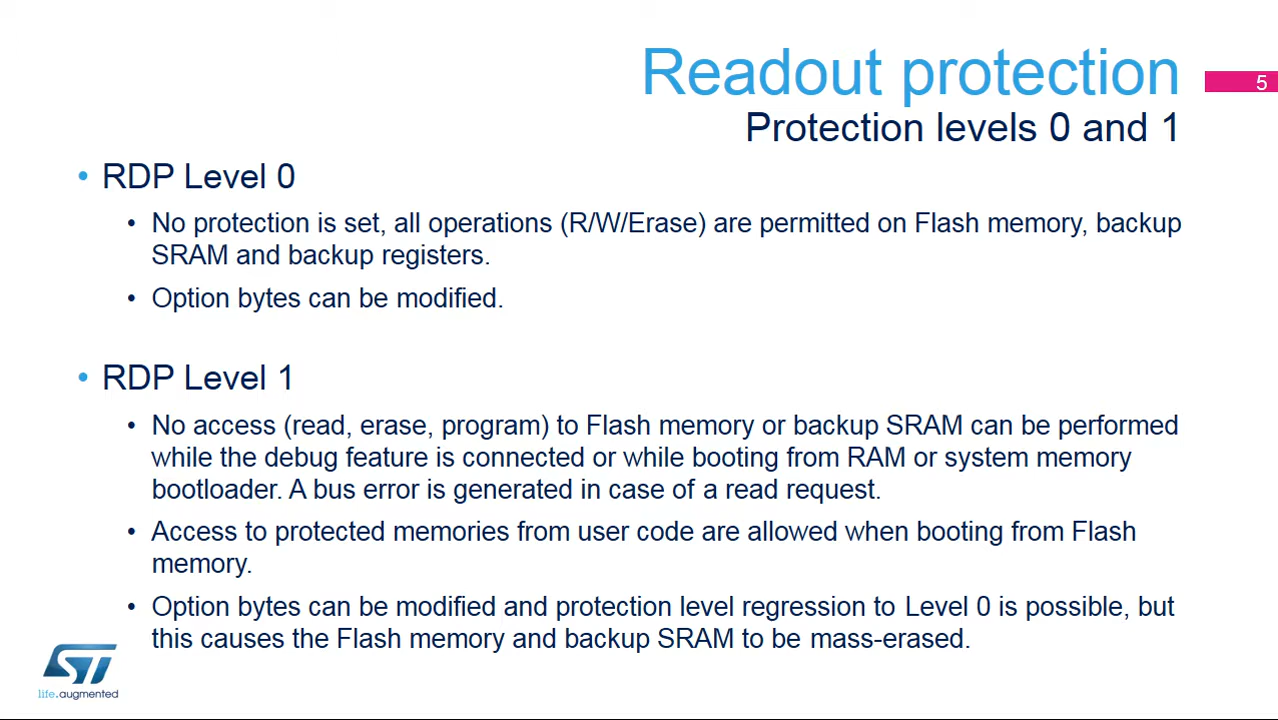 Readout protection
5
Protection levels 0 and 1
• RDP Level 0
• No protection is set, all operations (R/W/Erase) are permitted on Flash memory, backup
SRAM and backup registers.
• Option bytes can be modified.
• RDP Level 1
• No access (read, erase, program) to Flash memory or backup SRAM can be performed
while the debug feature is connected or while booting from RAM or system memory
bootloader. A bus error is generated in case of a read request.
• Access to protected memories from user code are allowed when booting from Flash
memory.
• Option bytes can be modified and protection level regression to Level 0 is possible, but
this causes the Flash memory and backup SRAM to be mass-erased.
ST
life.augmented